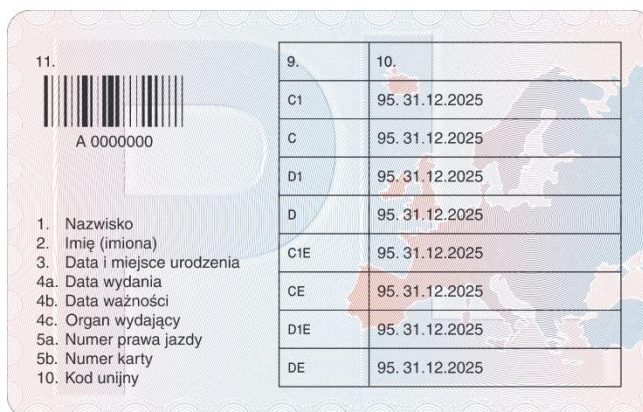 11.
A 0000000
1. Nazwisko
2. Imię (imiona)
3. Data i miejsce urodzenia
4a. Data wydania
4b. Data ważności
4c. Organ wydający
5a. Numer prawa jazdy
5b. Numer karty
10. Kod unijny
9. 10.
C1 95. 31.12.2025
C 95. 31.12.2025
D1 95. 31.12.2025
D 95. 31.12.2025
C1E 95. 31.12.2025
CE 95. 31.12.2025
D1E 95. 31.12.2025
DE 95. 31.12.2025
PL